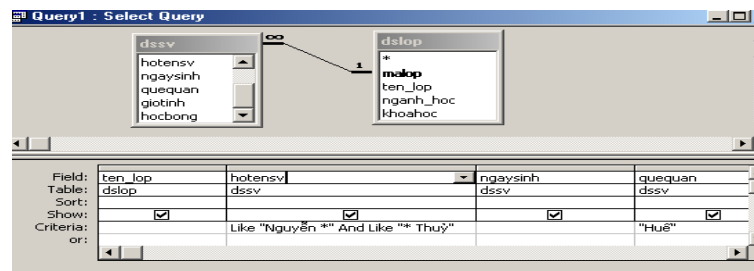 Query1 : Select Query
dssv
hotensv
ngaysinh
quequan
giotinh
hocbong
∞
1
dslop
*
malop
ten_lop
nganh_hoc
khoahoc
Field: ten_lop hotensv ngaysinh quequan
Table: dslop dssv dssv dssv
Sort:
Show:
Criteria: Like "Nguyễn *" And Like "* Thuỷ" "Huế"
or: